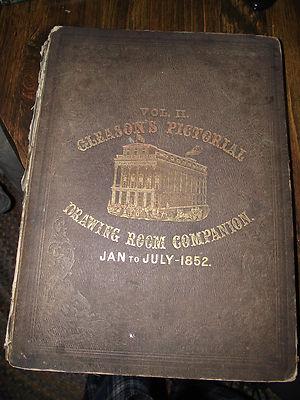 VOL. II.
GLEASON'S PICTORIAL
DRAWING ROOM COMPANION.
JAN TO JULY-1852.